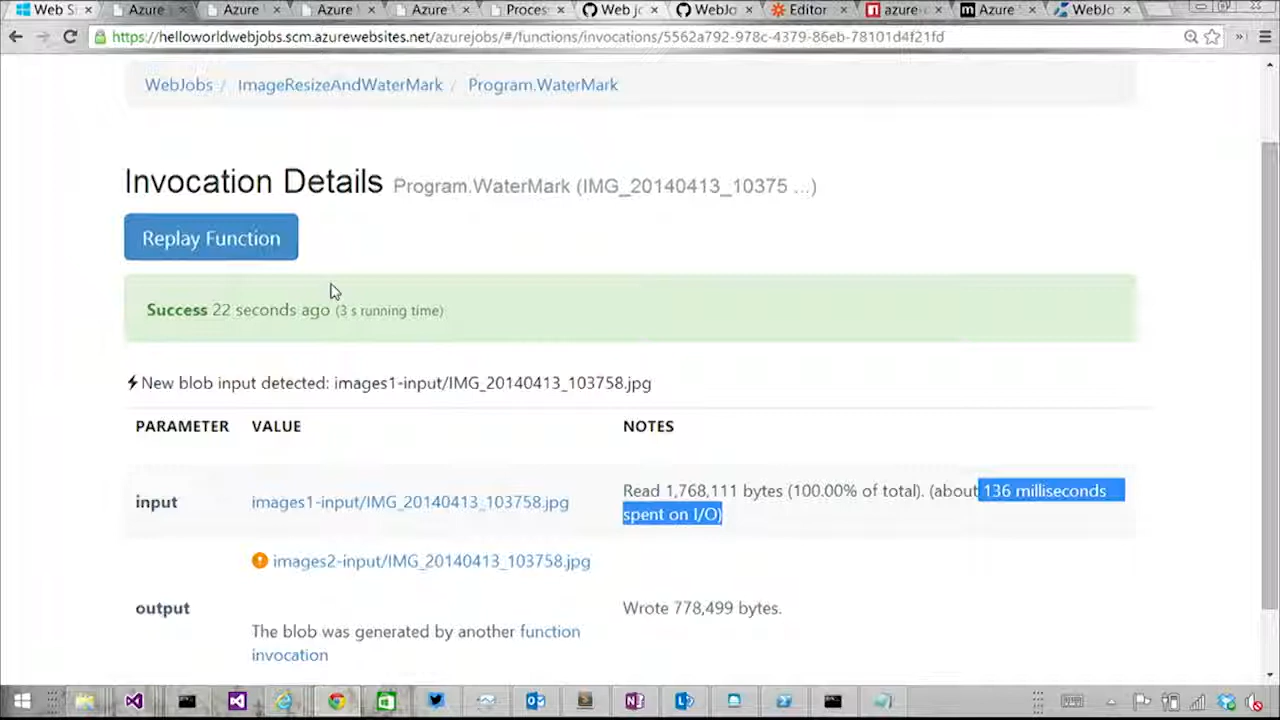 Web S
Azure
Azure
Azure
Azure
Proces
Web j
WebJo
Editor
azure
Azure
WebJo
https://helloworldwebjobs.scm.azurewebsites.net/azurejobs/#/functions/invocations/5562a792-978c-4379-86eb-78101d4f21fd
WebJobs / ImageResizeAndWaterMark / Program.WaterMark
Invocation Details Program.WaterMark (IMG_20140413_10375 ...)
Replay Function
Success 22 seconds ago (3 s running time)
New blob input detected: images1-input/IMG_20140413_103758.jpg
PARAMETER VALUE NOTES
input images1-input/IMG_20140413_103758.jpg Read 1,768,111 bytes (100.00% of total). (about 136 milliseconds
spent on I/O)
images2-input/IMG_20140413_103758.jpg
output Wrote 778,499 bytes.
The blob was generated by another function
invocation